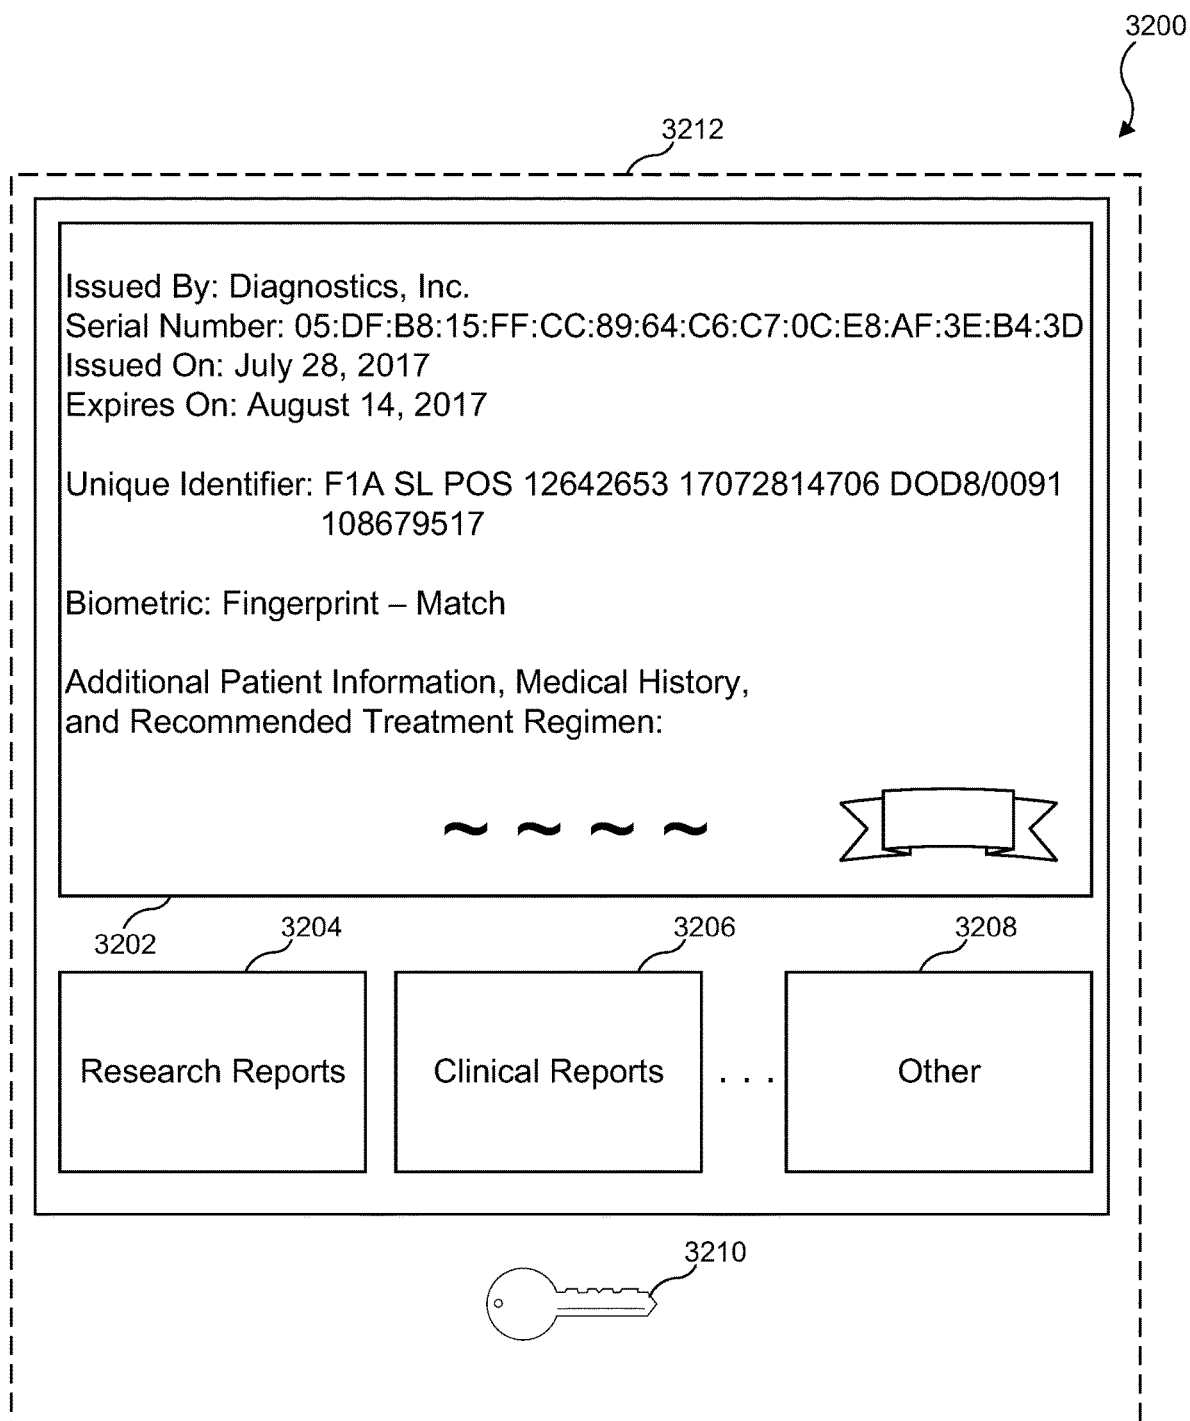 3200
3212
Issued By: Diagnostics, Inc.
Serial Number: 05:DF:B8:15:FF:CC:89:64:C6:C7:0C:E8:AF:3E:B4:3D
Issued On: July 28, 2017
Expires On: August 14, 2017
Unique Identifier: F1A SL POS 12642653 17072814706 DOD8/0091
108679517
Biometric: Fingerprint – Match
Additional Patient Information, Medical History,
and Recommended Treatment Regimen:
~ ~ ~ ~
3202
3204
3206
3208
Research Reports
Clinical Reports
. . .
Other
3210